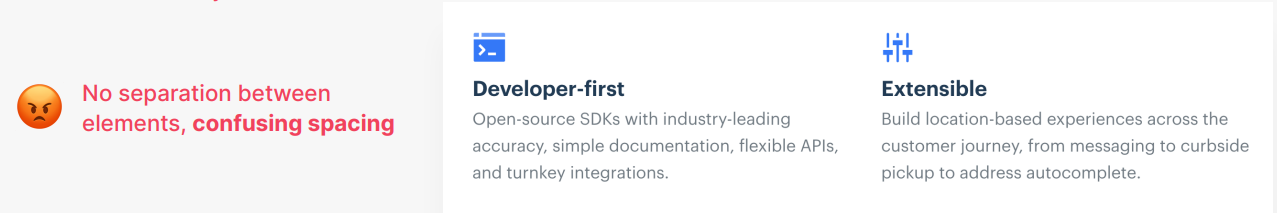 No separation between
elements, confusing spacing
Developer-first
Open-source SDKs with industry-leading
accuracy, simple documentation, flexible APIs,
and turnkey integrations.
Extensible
Build location-based experiences across the
customer journey, from messaging to curbside
pickup to address autocomplete.